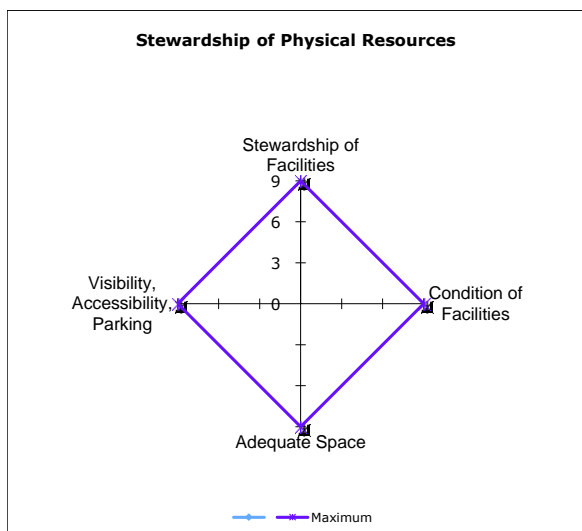 Stewardship of Physical Resources
Stewardship of
Facilities
9
6
3
0
Visibility,
Accessibility,
Parking
Condition of
Facilities
Adequate Space
Maximum